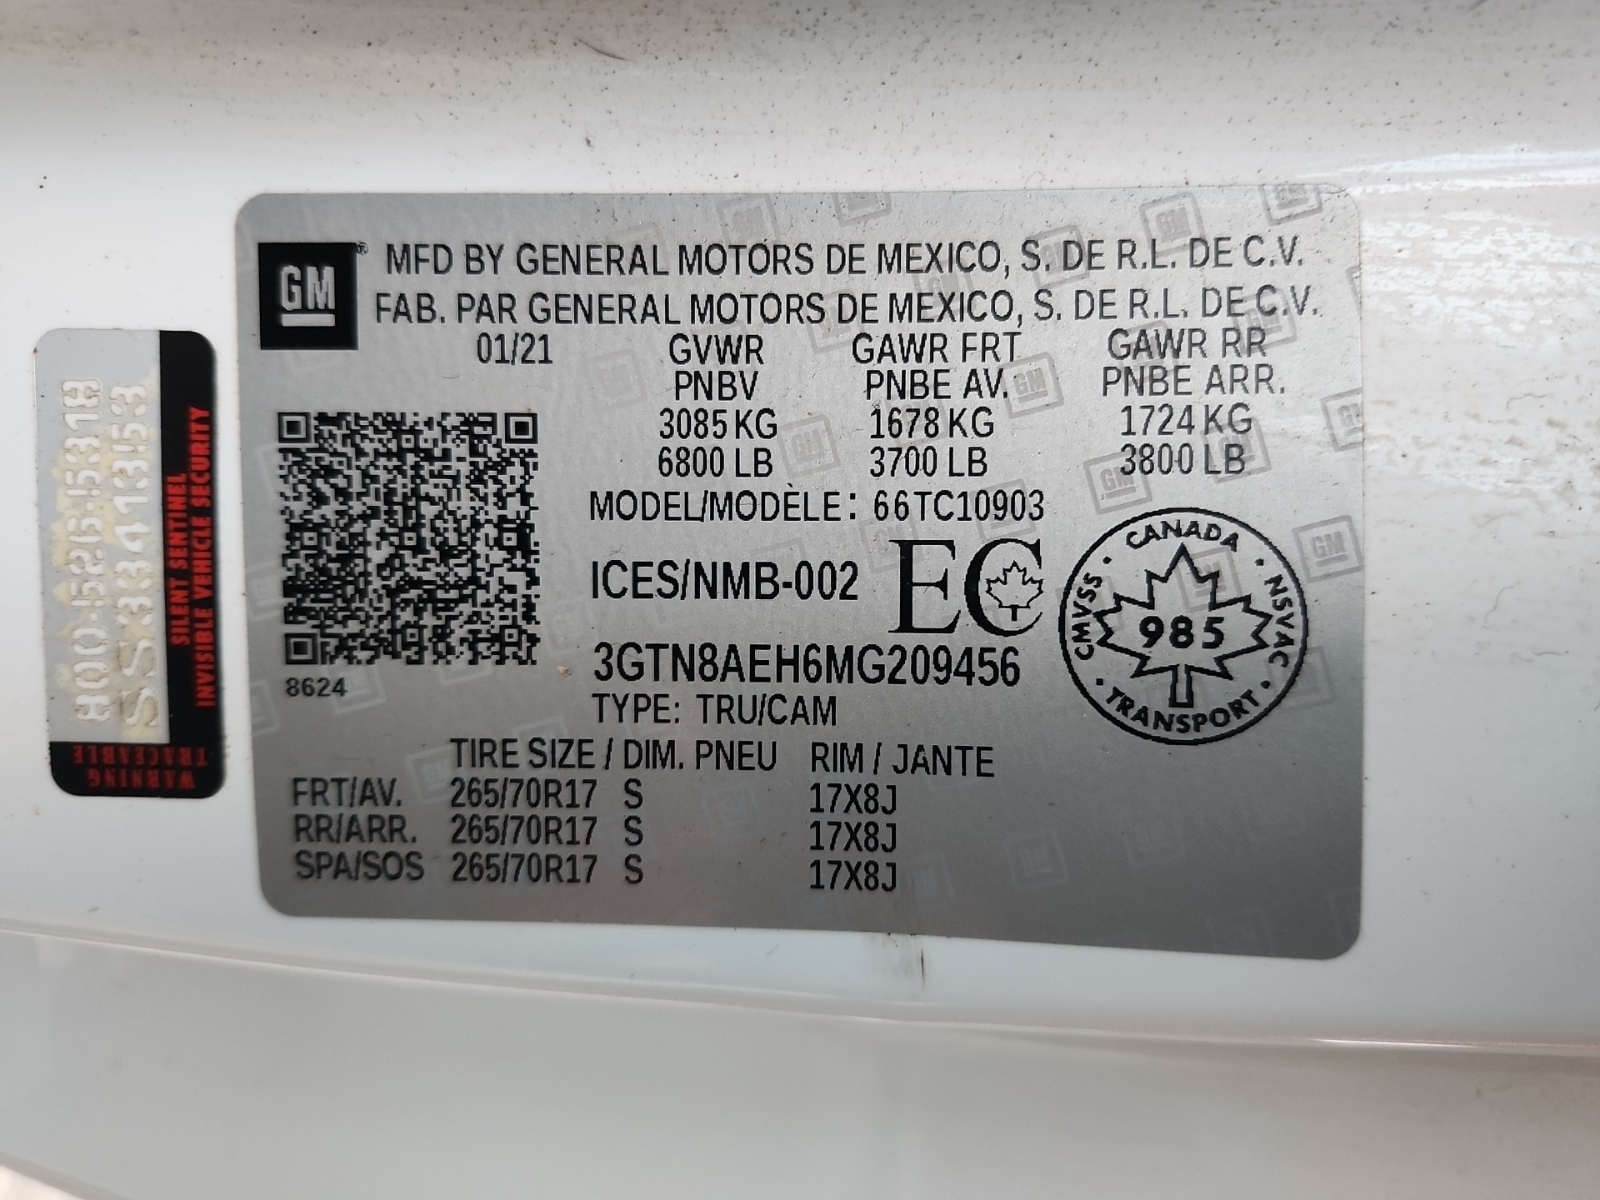 GM® MFD BY GENERAL MOTORS DE MEXICO, S. DE R.L. DE C.V.
FAB. PAR GENERAL MOTORS DE MEXICO, S. DE R.L. DE C.V.
01/21 GVWR GAWR FRT GAWR RR
PNBV PNBE AV. PNBE ARR.
3085 KG 1678 KG 1724 KG
6800 LB 3700 LB 3800 LB
MODEL/MODÈLE: 66TC10903
ICES/NMB-002 EC
CANADA
CMVSS 985 NSVAC
TRANSPORT
3GTN8AEH6MG209456
8624
TYPE: TRU/CAM
TIRE SIZE / DIM. PNEU RIM / JANTE
FRT/AV. 265/70R17 S 17X8J
RR/ARR. 265/70R17 S 17X8J
SPA/SOS 265/70R17 S 17X8J
SS33341353
SILENT SENTINEL
INVISIBLE VEHICLE SECURITY
WARNING
TRACEABLE